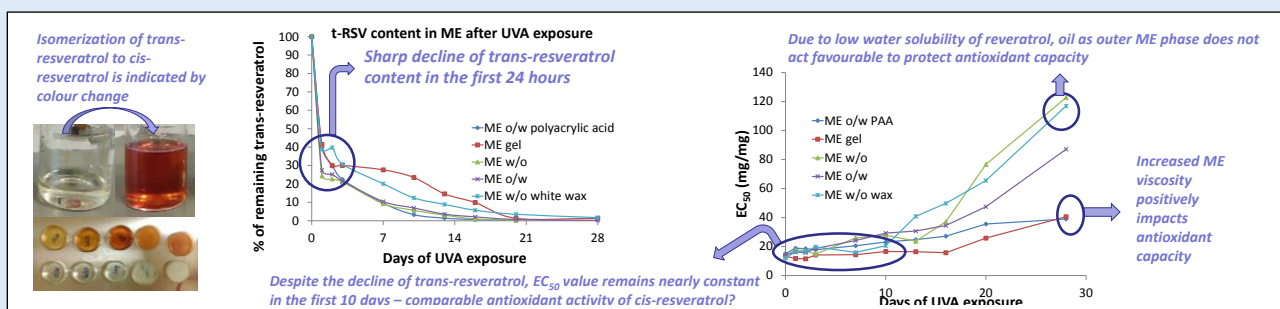 Isomerization of trans-
resveratrol to cis-
resveratrol is indicated by
colour change
t-RSV content in ME after UVA exposure
Sharp decline of trans-resveratrol
content in the first 24 hours
% of remaining trans-resveratrol
100
90
80
70
60
50
40
30
20
10
0
0
7
14
21
28
Days of UVA exposure
ME o/w polyacrylic acid
ME gel
ME w/o
ME o/w
ME w/o white wax
Despite the decline of trans-resveratrol, EC50 value remains nearly constant
in the first 10 days – comparable antioxidant activity of cis-resveratrol?
Due to low water solubility of reveratrol, oil as outer ME phase does not
act favourable to protect antioxidant capacity
EC50 (mg/mg)
140
120
100
80
60
40
20
0
0
10
20
30
Days of UVA exposure
ME o/w PAA
ME gel
ME w/o
ME o/w
ME w/o wax
Increased ME
viscosity
positively
impacts
antioxidant
capacity